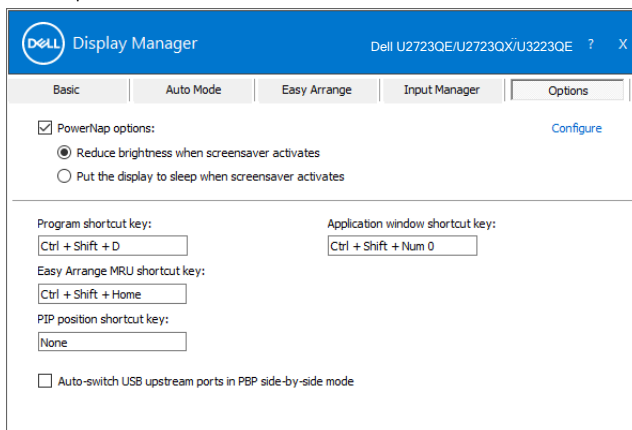 DELL Display Manager
Dell U2723QE/U2723QX/U3223QE ? X
Basic Auto Mode Easy Arrange Input Manager Options
PowerNap options: Configure
Reduce brightness when screensaver activates
Put the display to sleep when screensaver activates
Program shortcut key:
Ctrl + Shift + D
Application window shortcut key:
Ctrl + Shift + Num 0
Easy Arrange MRU shortcut key:
Ctrl + Shift + Home
PIP position shortcut key:
None
Auto-switch USB upstream ports in PBP side-by-side mode